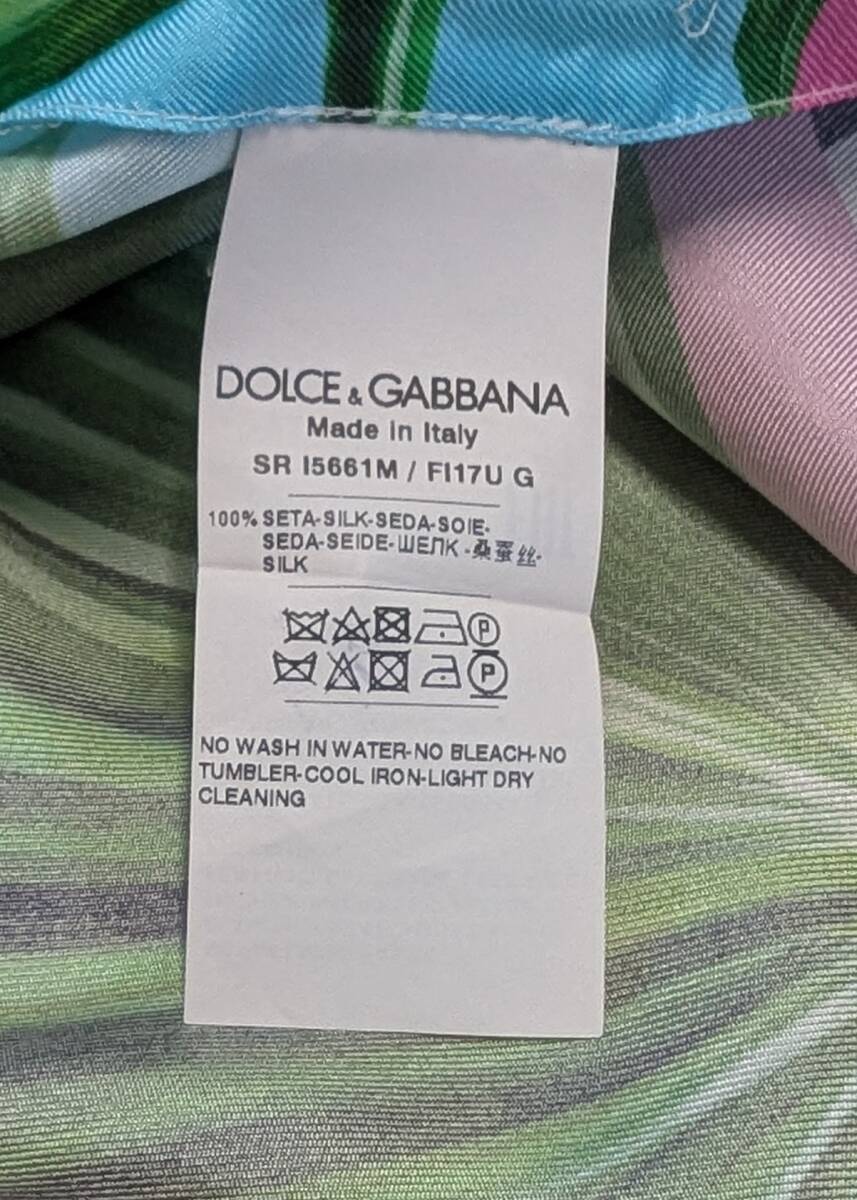 DOLCE & GABBANA
Made in Italy
SR I5661M / FI17U G
100% SETA-SILK-SEDA-SOIE-
SEDA-SEIDE-ШЕЛК-桑蚕丝-
SILK
P
P
NO WASH IN WATER-NO BLEACH-NO
TUMBLER-COOL IRON-LIGHT DRY
CLEANING